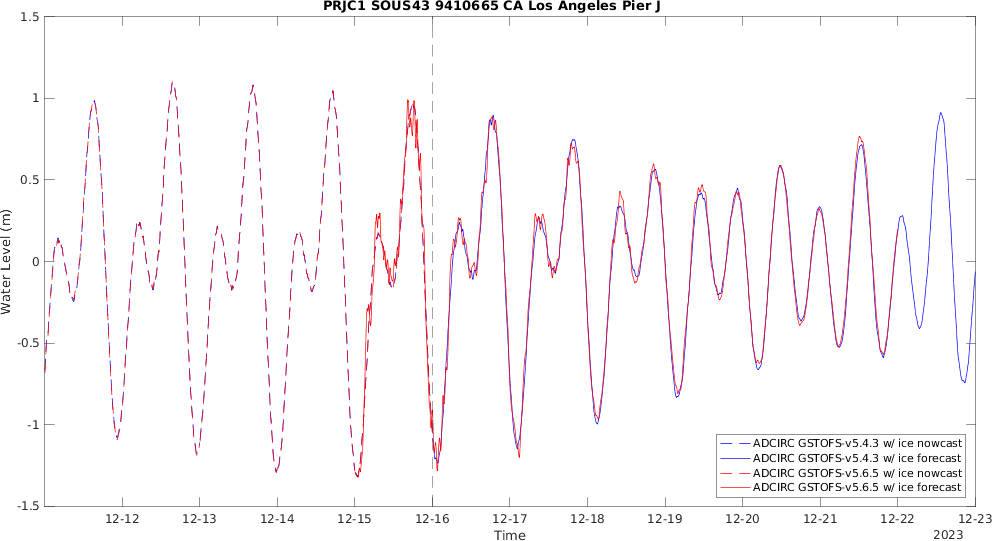 PRJC1 SOUS43 9410665 CA Los Angeles Pier J
1.5
1
0.5
0
-0.5
-1
-1.5
Water Level (m)
12-12
12-13
12-14
12-15
12-16
12-17
12-18
12-19
12-20
12-21
12-22
12-23
Time
2023
ADCIRC GSTOFS-v5.4.3 w/ ice nowcast
ADCIRC GSTOFS-v5.4.3 w/ ice forecast
ADCIRC GSTOFS-v5.6.5 w/ ice nowcast
ADCIRC GSTOFS-v5.6.5 w/ ice forecast